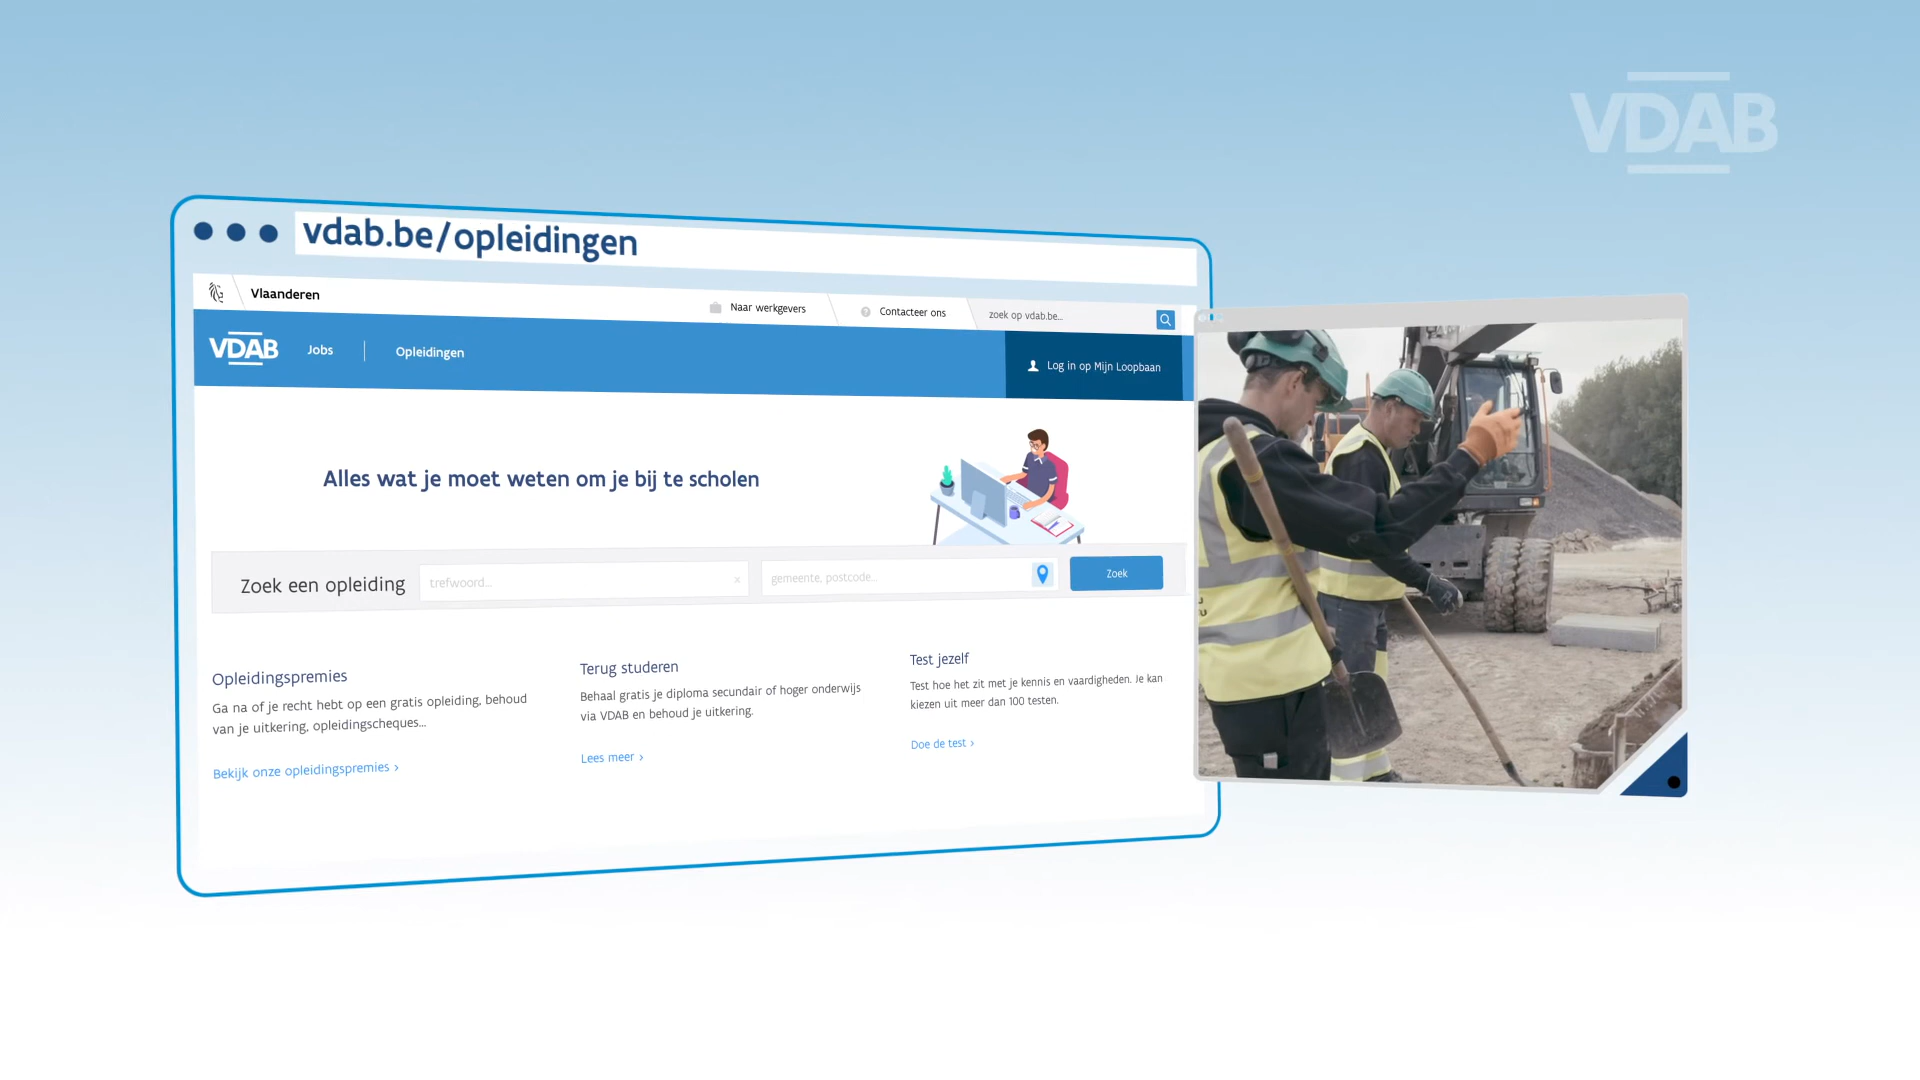 VDAB
vdab.be/opleidingen
Vlaanderen
Naar werkgevers
Contacteer ons
zoek op vdab.be...
VDAB
Jobs
Opleidingen
Log in op Mijn Loopbaan
Alles wat je moet weten om je bij te scholen
Zoek een opleiding
trefwoord...
x
gemeente, postcode...
Zoek
Opleidingspremies
Ga na of je recht hebt op een gratis opleiding, behoud
van je uitkering, opleidingscheques...
Bekijk onze opleidingspremies >
Terug studeren
Behaal gratis je diploma secundair of hoger onderwijs
via VDAB en behoud je uitkering.
Lees meer >
Test jezelf
Test hoe het zit met je kennis en vaardigheden. Je kan
kiezen uit meer dan 100 testen.
Doe de test >